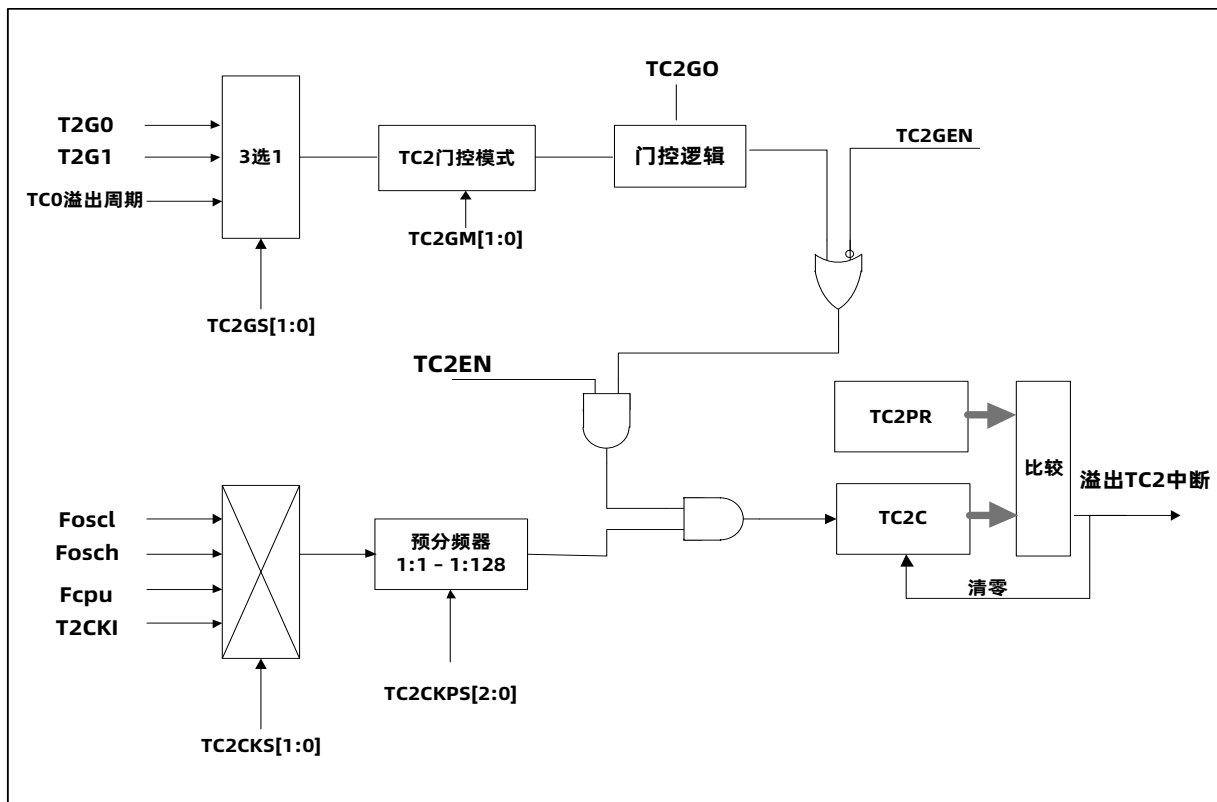 TC2GO
T2G0
T2G1
TC0溢出周期
3选1
TC2门控模式
门控逻辑
TC2GEN
TC2GM[1:0]
TC2GS[1:0]
TC2EN
TC2PR
比较
溢出TC2中断
TC2C
清零
Foscl
Fosch
Fcpu
T2CKI
预分频器
1:1 – 1:128
TC2CKPS[2:0]
TC2CKS[1:0]